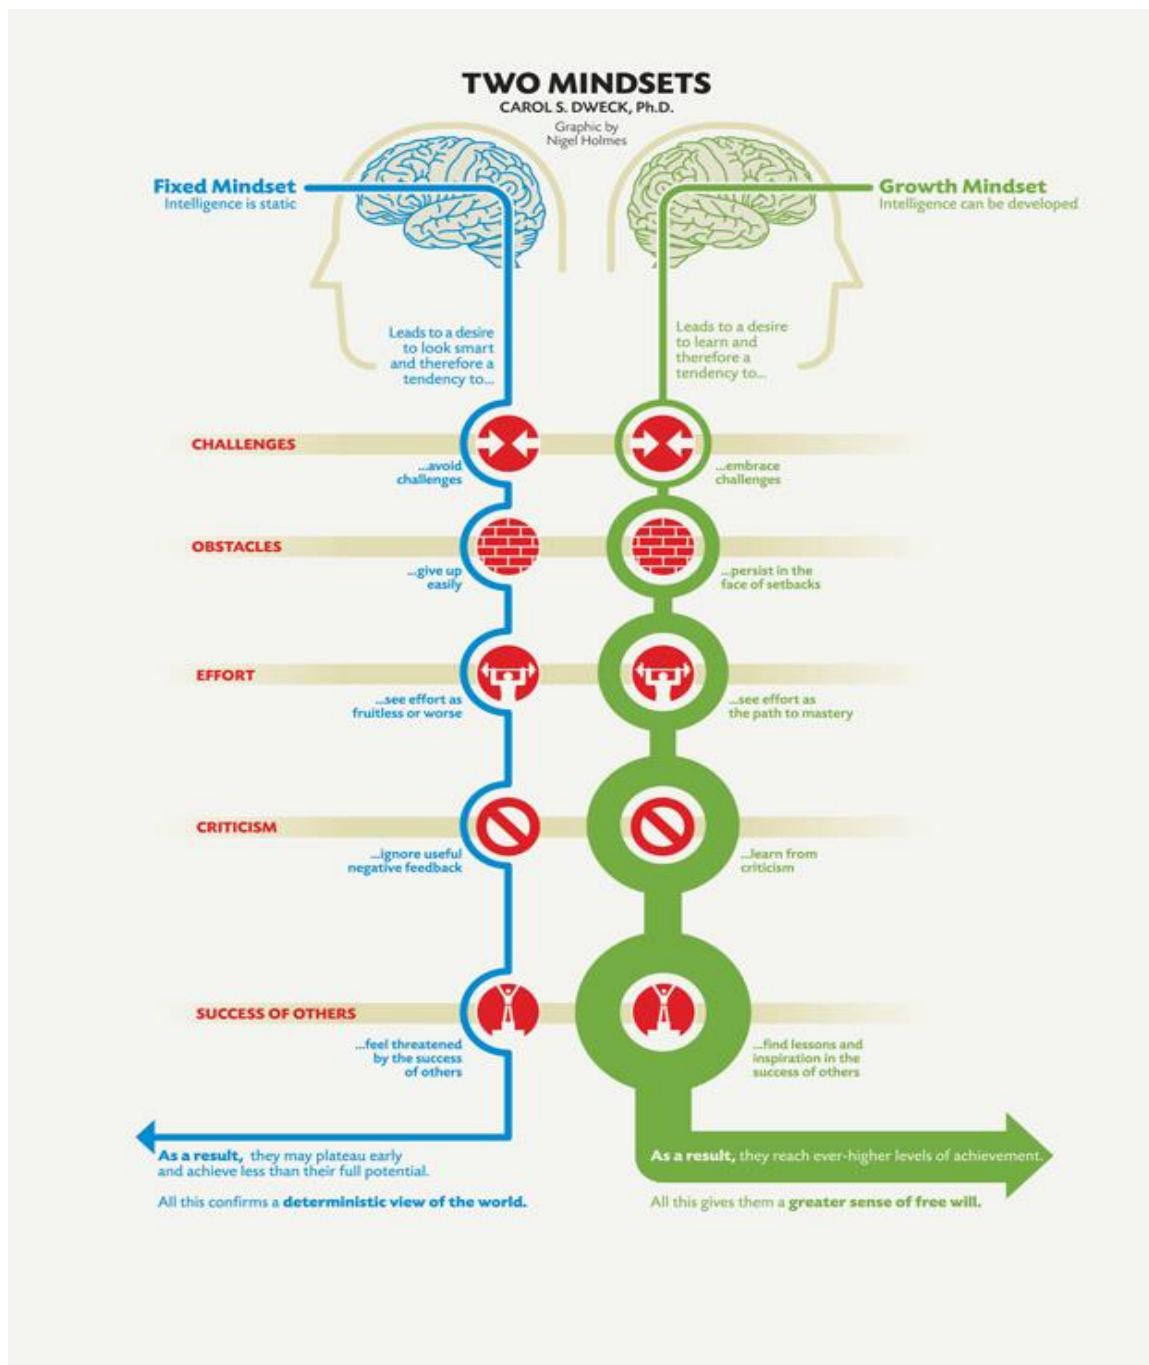 TWO MINDSETS
CAROL S. DWECK, Ph.D.
Graphic by
Nigel Holmes
Fixed Mindset
Intelligence is static
Growth Mindset
Intelligence can be developed
Leads to a desire
to look smart
and therefore a
tendency to...
Leads to a desire
to learn and
therefore a
tendency to...
CHALLENGES
...avoid
challenges
...embrace
challenges
OBSTACLES
...give up
easily
...persist in the
face of setbacks
EFFORT
...see effort as
fruitless or worse
...see effort as
the path to mastery
CRITICISM
...ignore useful
negative feedback
...learn from
criticism
SUCCESS OF OTHERS
...feel threatened
by the success
of others
...find lessons and
inspiration in the
success of others
As a result, they may plateau early
and achieve less than their full potential.
All this confirms a deterministic view of the world.
As a result, they reach ever-higher levels of achievement.
All this gives them a greater sense of free will.